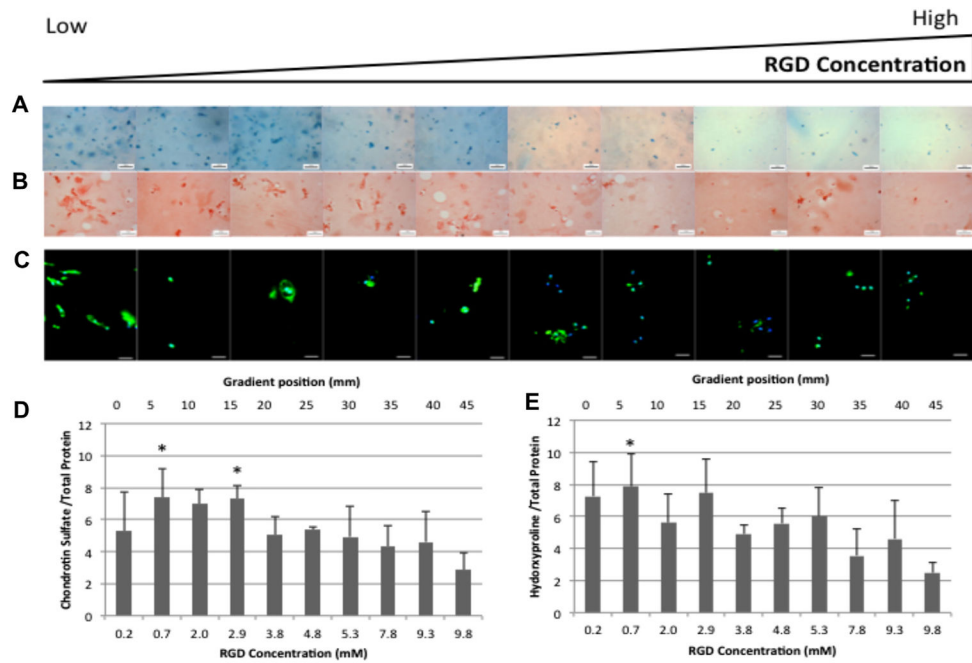 Low
High
RGD Concentration
A
B
C
Gradient position (mm)
D
0 5 10 15 20 25 30 35 40 45
12
10
8
6
4
2
0
Chondrotin Sulfate /Total Protein
*
*
0.2 0.7 2.0 2.9 3.8 4.8 5.3 7.8 9.3 9.8
RGD Concentration (mM)
Gradient position (mm)
E
0 5 10 15 20 25 30 35 40 45
12
10
8
6
4
2
0
Hydorxyproline/Total Protein
*
0.2 0.7 2.0 2.9 3.8 4.8 5.3 7.8 9.3 9.8
RGD Concentration (mM)